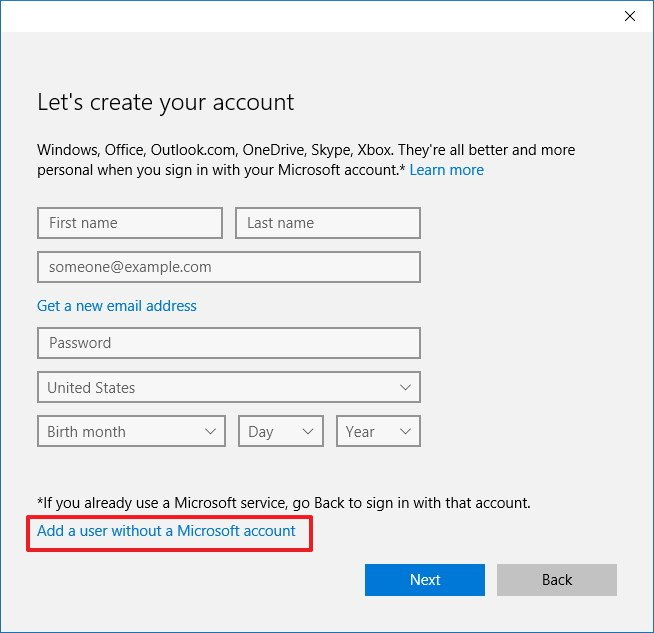 Let's create your account
Windows, Office, Outlook.com, OneDrive, Skype, Xbox. They're all better and more
personal when you sign in with your Microsoft account.* Learn more
First name Last name
someone@example.com
Get a new email address
Password
United States
Birth month Day Year
*If you already use a Microsoft service, go Back to sign in with that account.
Add a user without a Microsoft account
Next Back